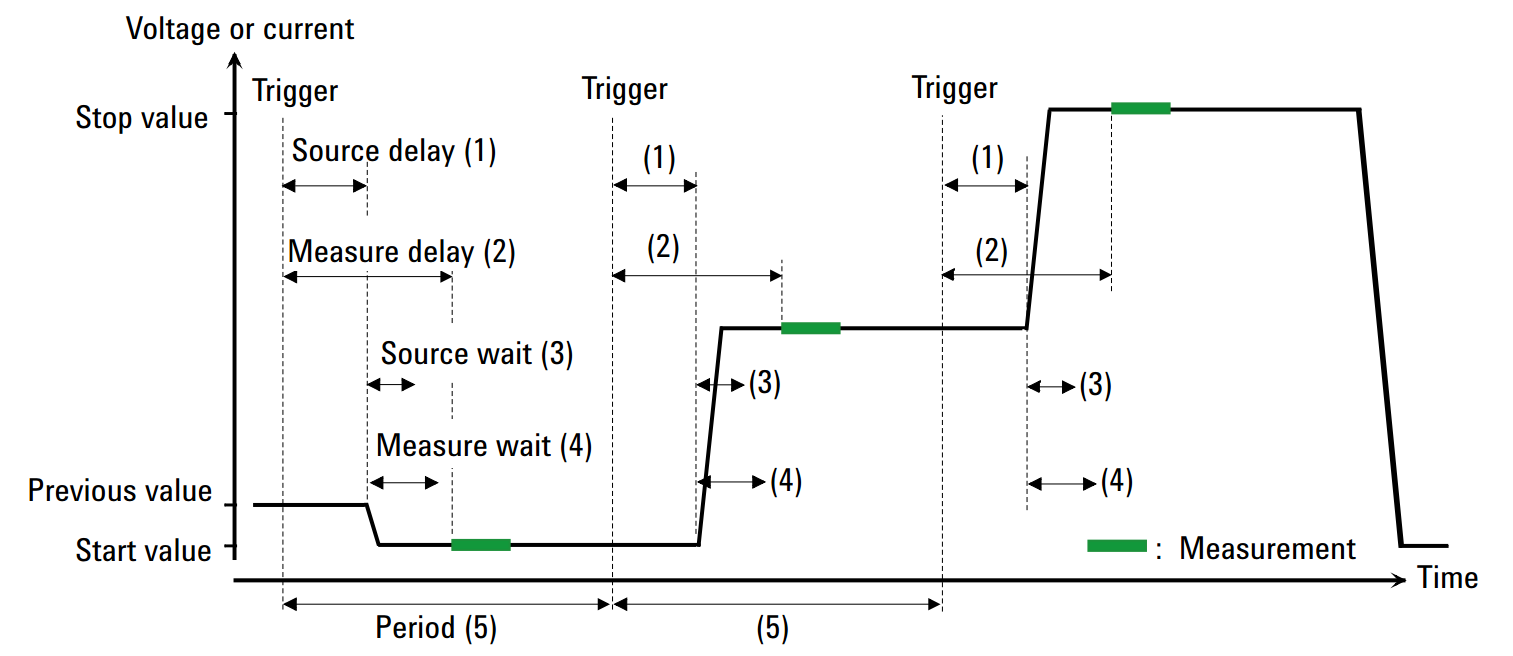 Voltage or current
Trigger
Trigger
Trigger
Stop value
Source delay (1)
(1)
(1)
Measure delay (2)
(2)
(2)
Source wait (3)
(3)
(3)
Measure wait (4)
(4)
(4)
Previous value
Start value
: Measurement
Time
Period (5)
(5)